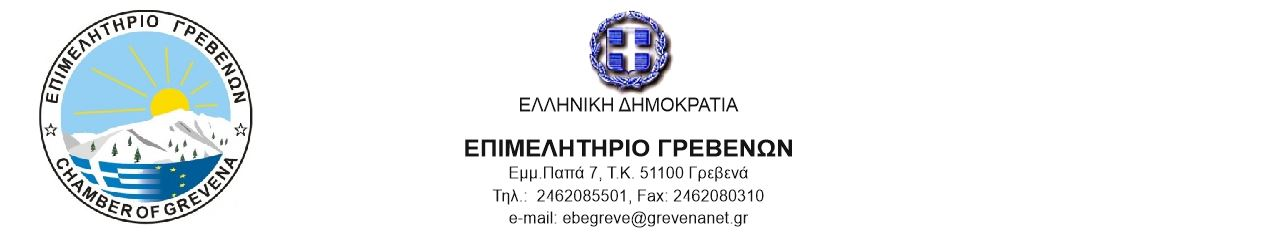 ΕΠΙΜΕΛΗΤΗΡΙΟ ΓΡΕΒΕΝΩΝ
CHAMBER OF GREVENA
ΕΛΛΗΝΙΚΗ ΔΗΜΟΚΡΑΤΙΑ
ΕΠΙΜΕΛΗΤΗΡΙΟ ΓΡΕΒΕΝΩΝ
Εμμ.Παπά 7, Τ.Κ. 51100 Γρεβενά
Τηλ.: 2462085501, Fax: 2462080310
e-mail: ebegreve@grevenanet.gr